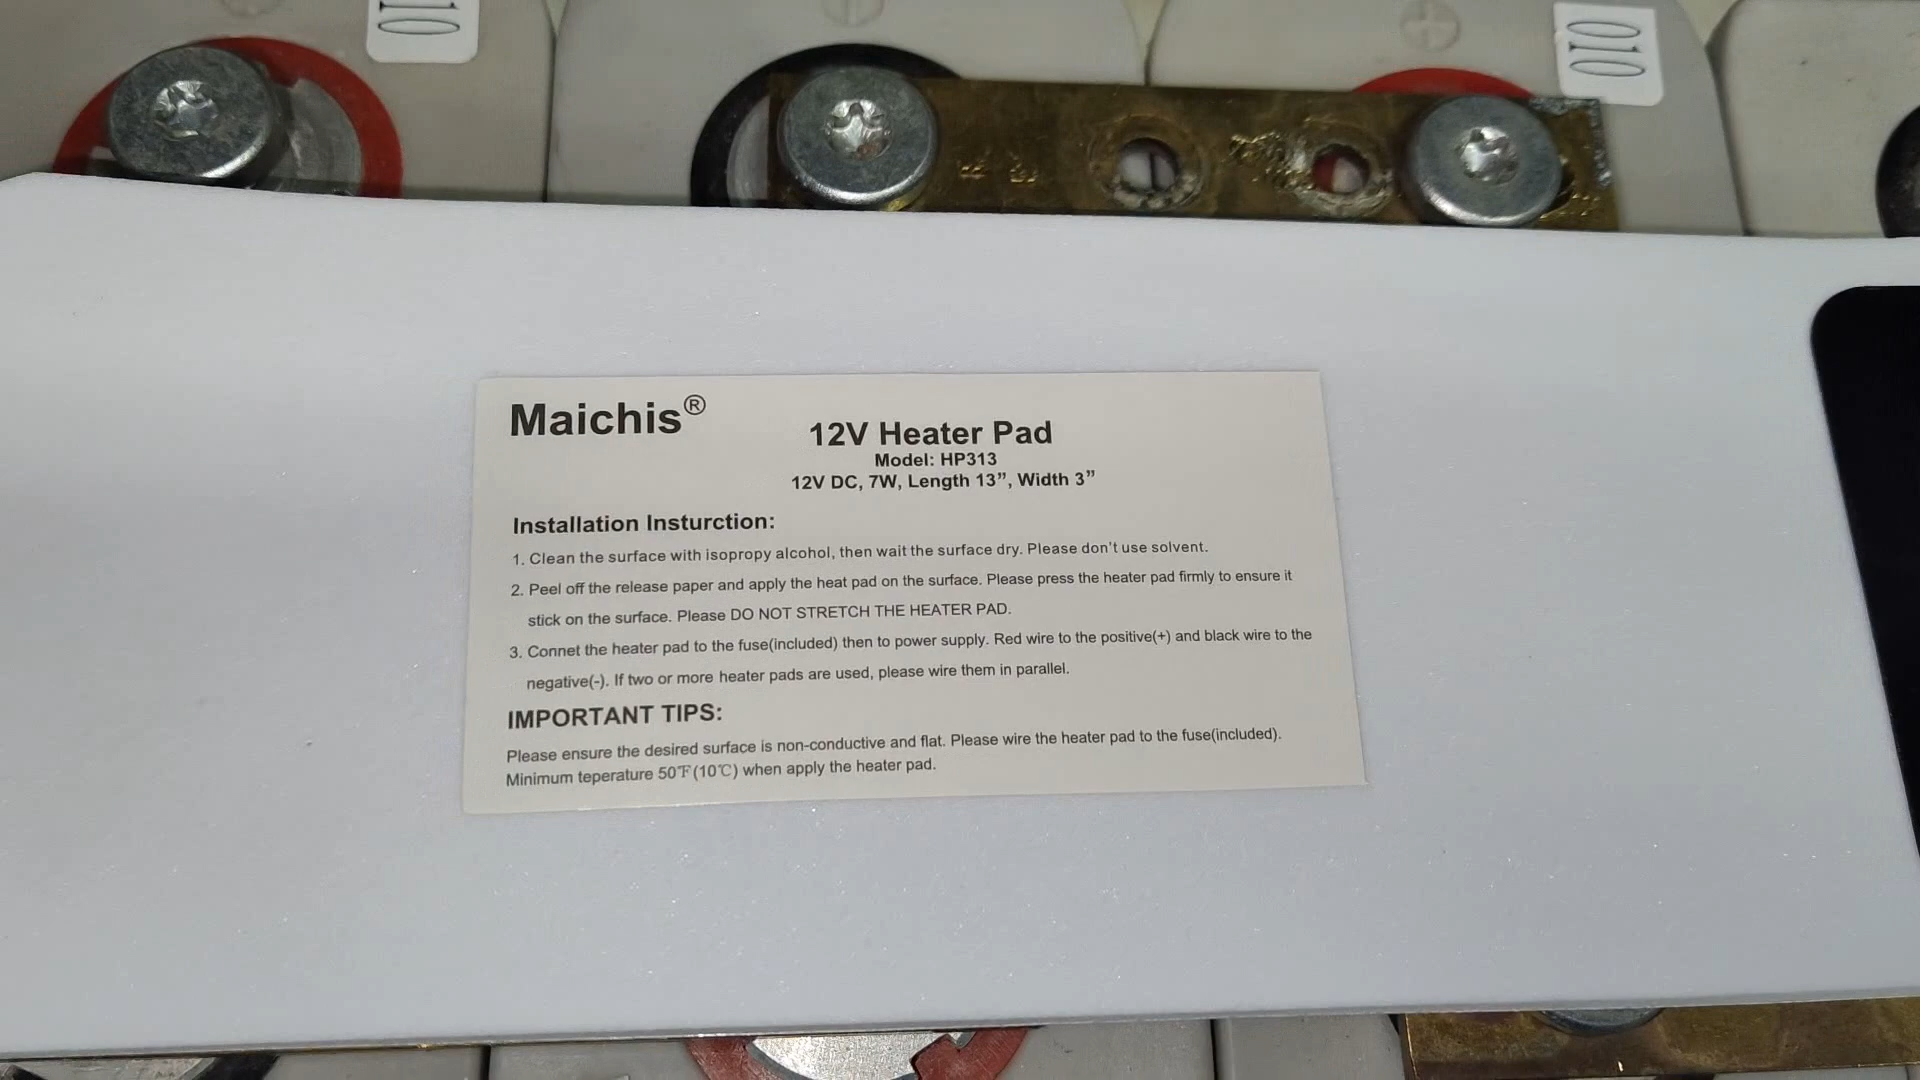 010
010
Maichis®
12V Heater Pad
Model: HP313
12V DC, 7W, Length 13”, Width 3”
Installation Insturction:
1. Clean the surface with isopropy alcohol, then wait the surface dry. Please don't use solvent.
2. Peel off the release paper and apply the heat pad on the surface. Please press the heater pad firmly to ensure it
stick on the surface. Please DO NOT STRETCH THE HEATER PAD.
3. Connet the heater pad to the fuse(included) then to power supply. Red wire to the positive(+) and black wire to the
negative(-). If two or more heater pads are used, please wire them in parallel.
IMPORTANT TIPS:
Please ensure the desired surface is non-conductive and flat. Please wire the heater pad to the fuse(included).
Minimum teperature 50℉(10℃) when apply the heater pad.